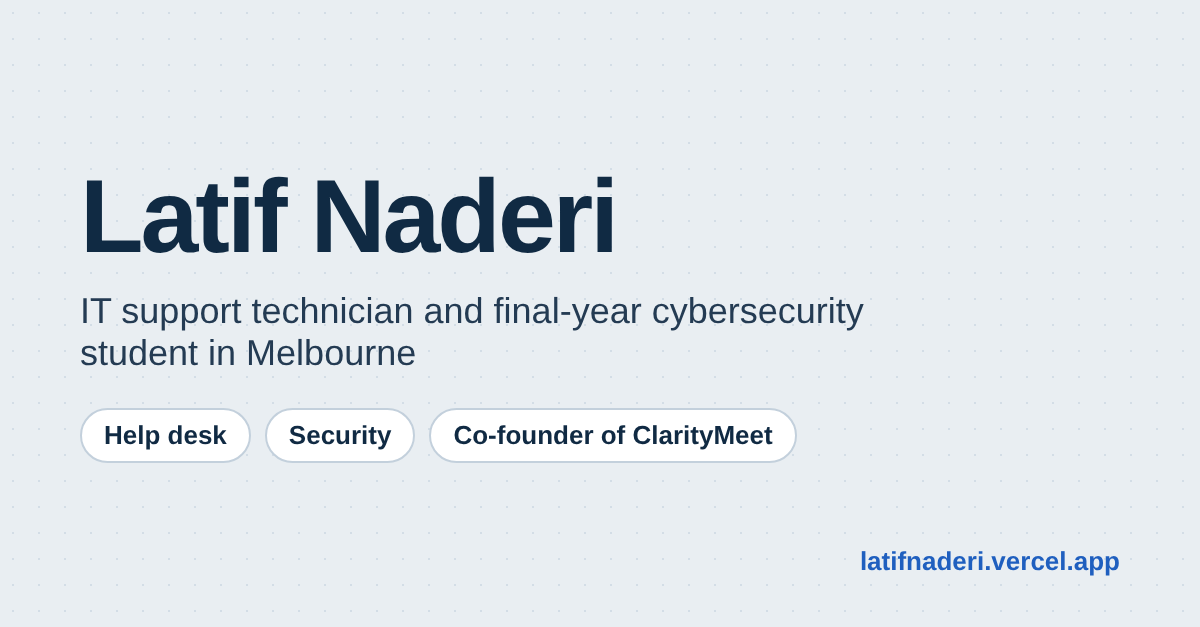 Latif Naderi
IT support technician and final-year cybersecurity
student in Melbourne
Help desk
Security
Co-founder of ClarityMeet
latifnaderi.vercel.app